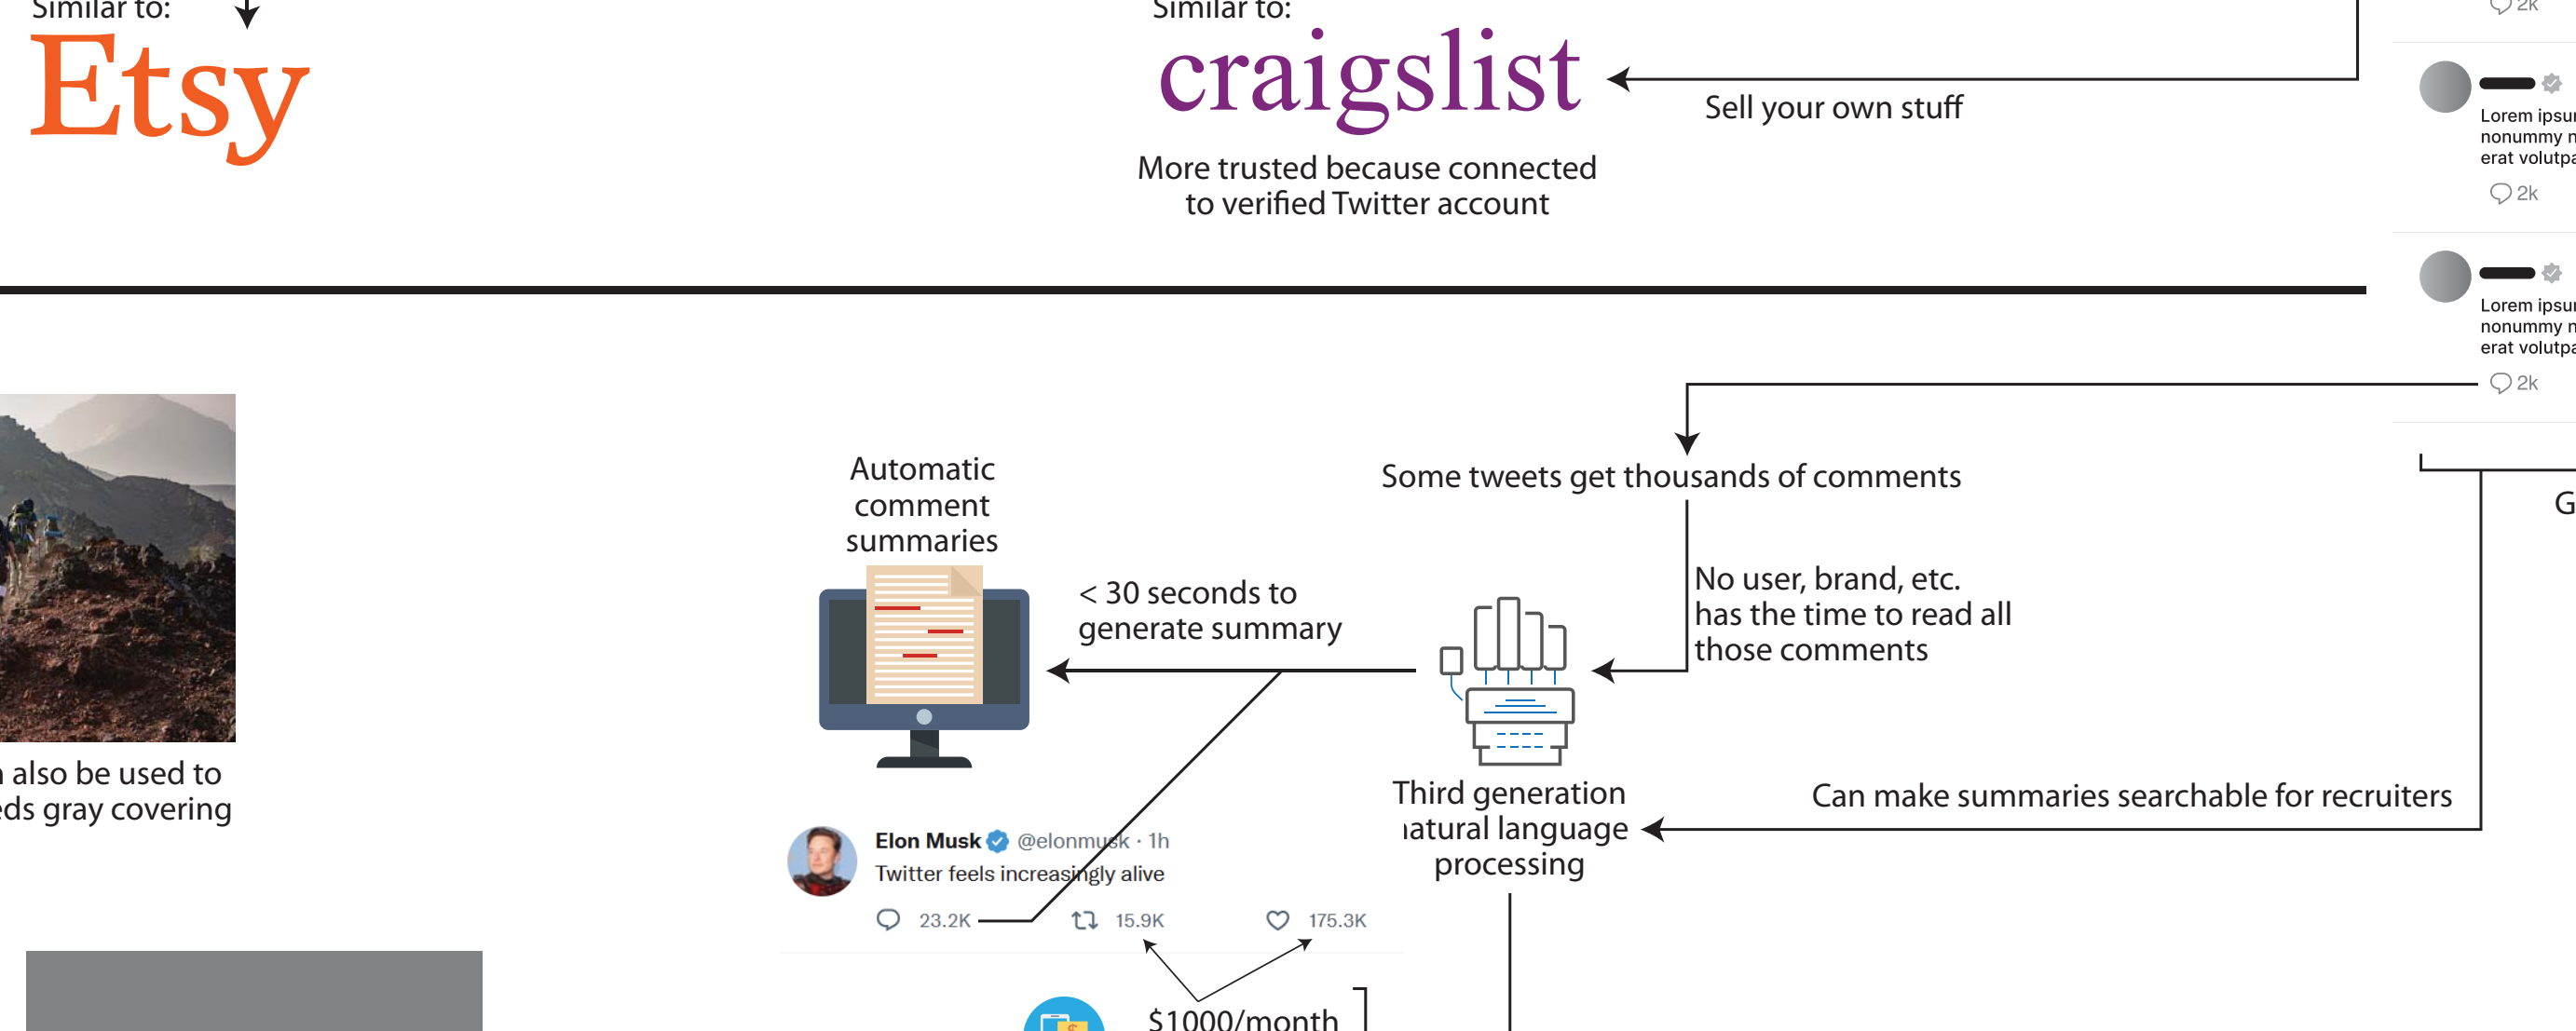 Similar to:
Etsy
Similar to:
craigslist
More trusted because connected
to verified Twitter account
Sell your own stuff
2k
Lorem ipsu
nonummy n
erat volutpa
2k
Lorem ipsu
nonummy n
erat volutpa
2k
Some tweets get thousands of comments
No user, brand, etc.
has the time to read all
those comments
G
Automatic
comment
summaries
< 30 seconds to
generate summary
Third generation
natural language
processing
Can make summaries searchable for recruiters
also be used to
eds gray covering
Elon Musk @elonmusk · 1h
Twitter feels increasingly alive
23.2K 15.9K 175.3K
$1000/month
$